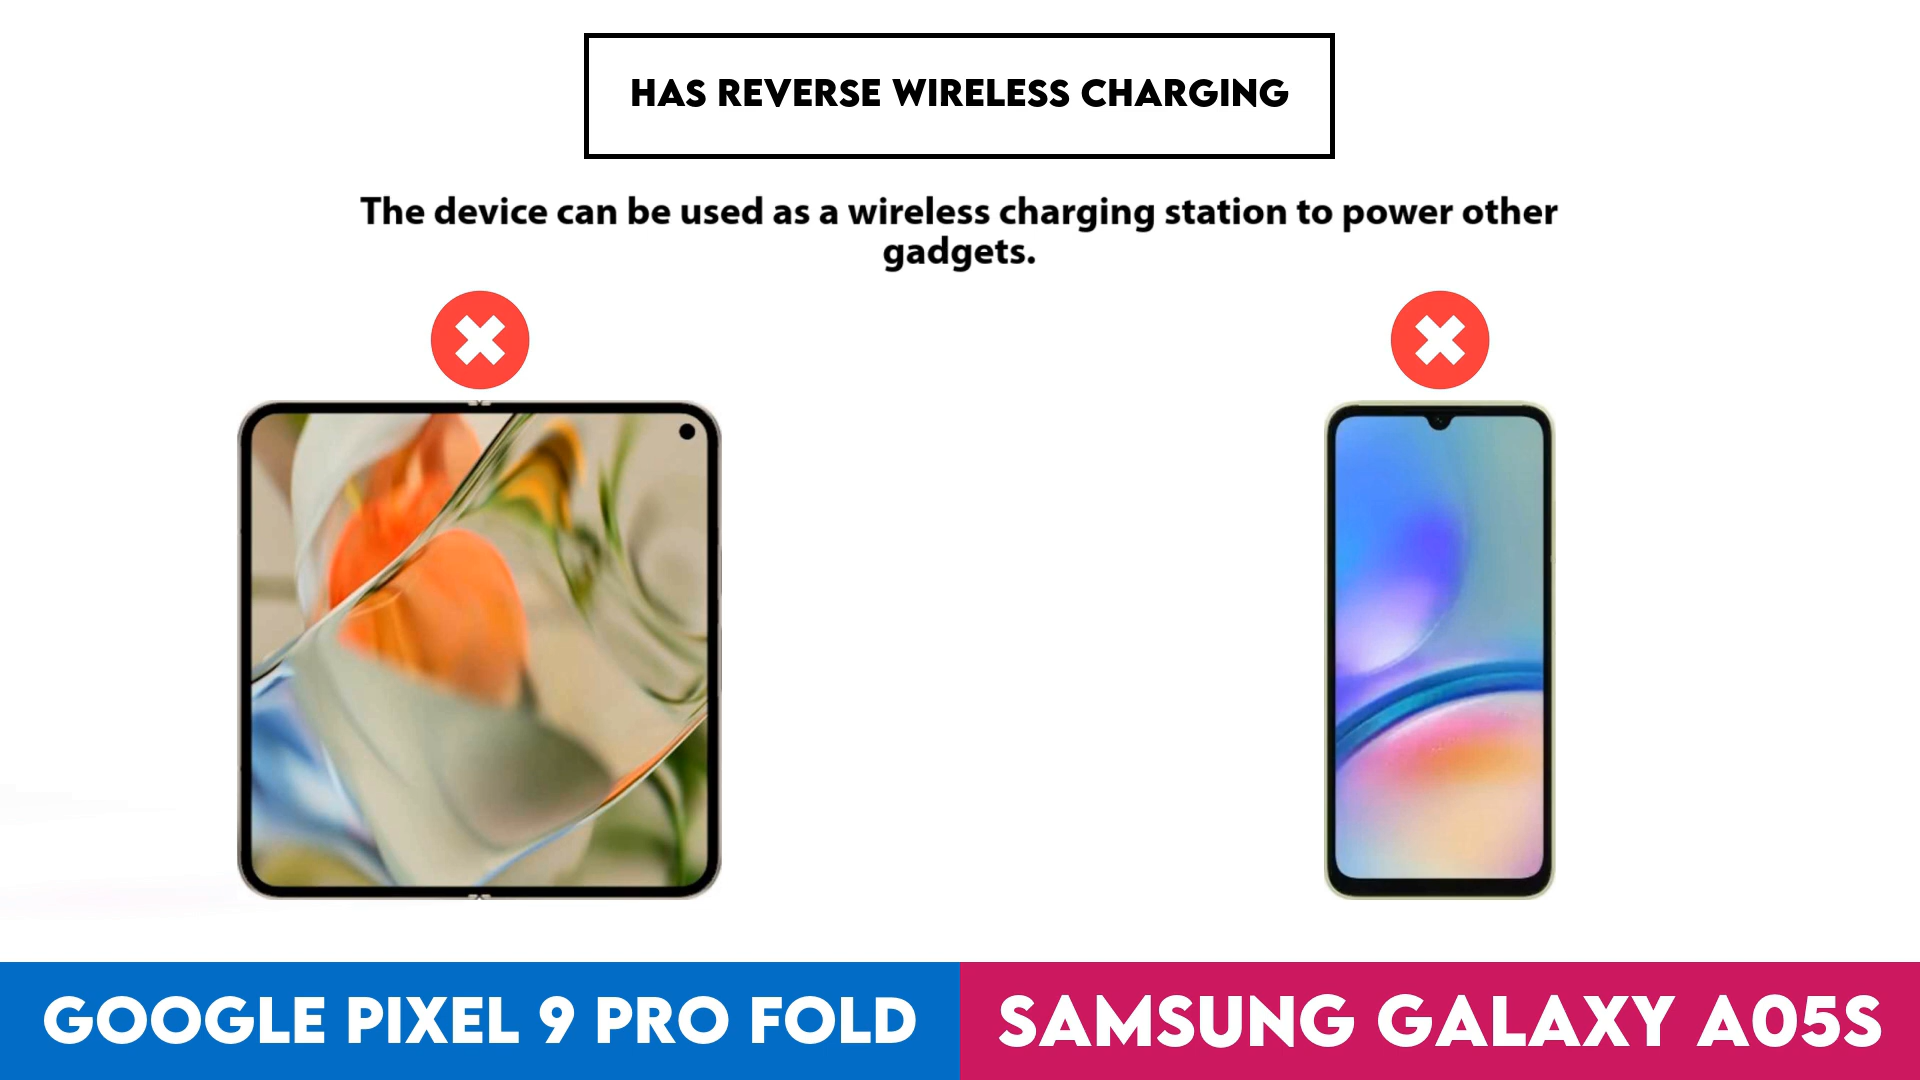 HAS REVERSE WIRELESS CHARGING
The device can be used as a wireless charging station to power other
gadgets.
GOOGLE PIXEL 9 PRO FOLD
SAMSUNG GALAXY A05S